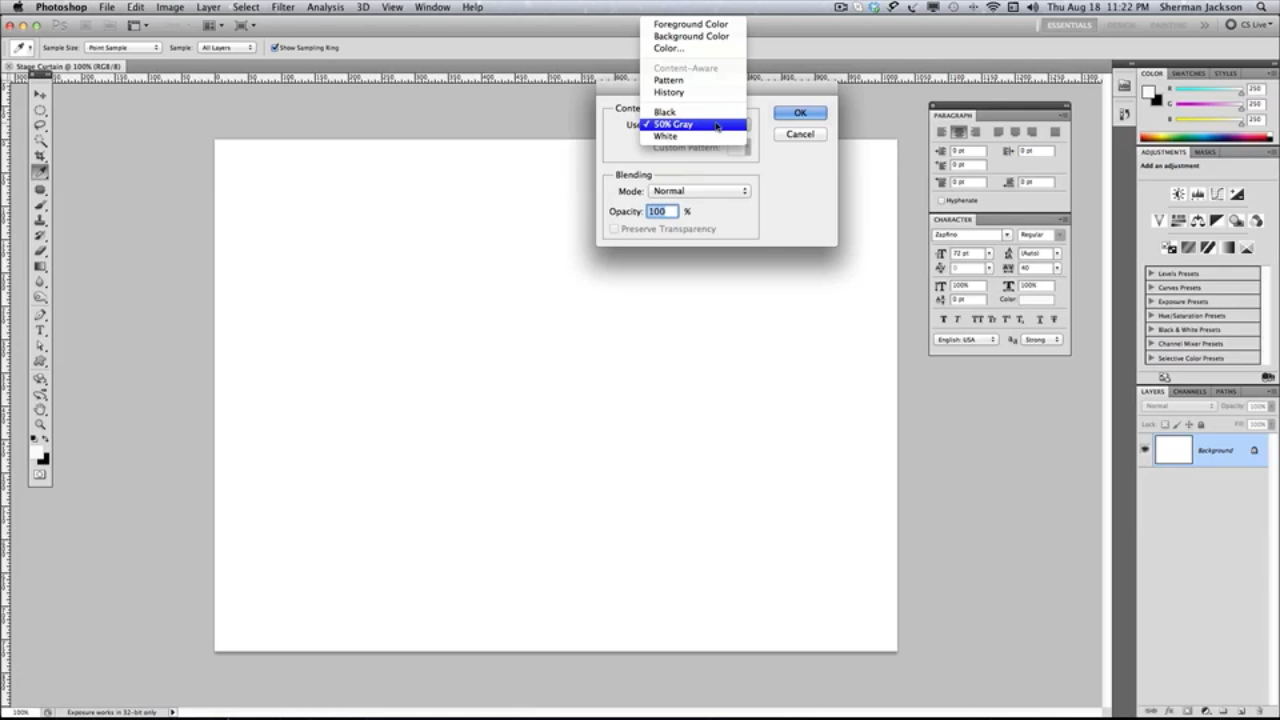 Photoshop File Edit Image Layer Select Filter Analysis 3D View Window Help Thu Aug 18 11:22 PM Sherman Jackson
Ps ESSENTIALS DESIGN PAINTING CS Live
Sample Size: Point Sample Sample: All Layers Show Sampling Ring
Stage Curtain @ 100% (RGB/8)
Foreground Color
Background Color
Color...
Content-Aware
Pattern
History
Black
50% Gray
White
Custom Pattern:
OK
Cancel
Blending
Mode: Normal
Opacity: 100 %
Preserve Transparency
PARAGRAPH
0 pt 0 pt
0 pt
0 pt 0 pt
Hyphenate
CHARACTER
Zapfino Regular
72 pt (Auto)
0 40
100% 100%
0 pt Color:
T T TT Tr T' T, T T
English: USA Strong
COLOR SWATCHES STYLES
R 250
G 250
B 250
ADJUSTMENTS MASKS
Add an adjustment
Levels Presets
Curves Presets
Exposure Presets
Hue/Saturation Presets
Black & White Presets
Channel Mixer Presets
Selective Color Presets
LAYERS CHANNELS PATHS
Normal Opacity: 100%
Lock: Fill: 100%
Background
100% Exposure works in 32-bit only